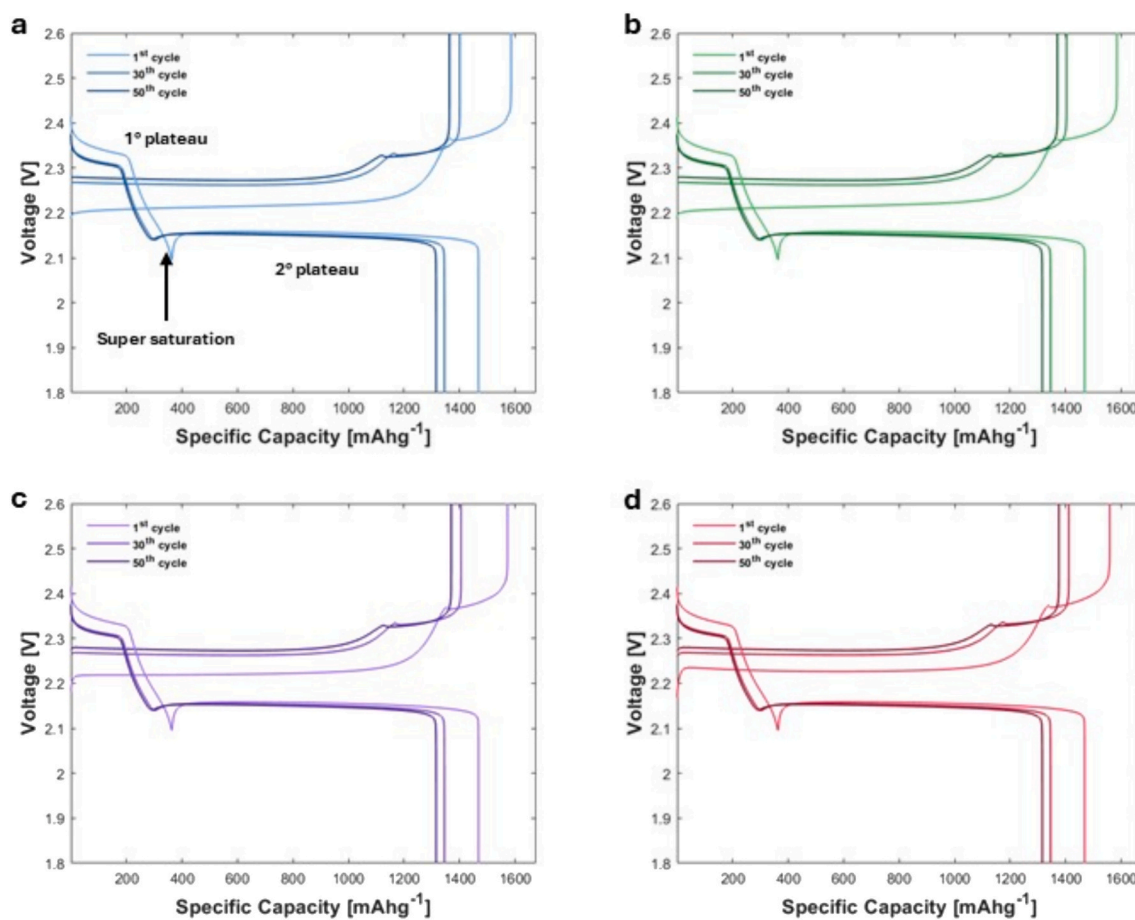 a
2.6
2.5
2.4
2.3
2.2
2.1
2
1.9
1.8
Voltage [V]
1st cycle
30th cycle
50th cycle
1° plateau
2° plateau
Super saturation
200 400 600 800 1000 1200 1400 1600
Specific Capacity [mAhg-1]
b
2.6
2.5
2.4
2.3
2.2
2.1
2
1.9
1.8
Voltage [V]
1st cycle
30th cycle
50th cycle
200 400 600 800 1000 1200 1400 1600
Specific Capacity [mAhg-1]
c
2.6
2.5
2.4
2.3
2.2
2.1
2
1.9
1.8
Voltage [V]
1st cycle
30th cycle
50th cycle
200 400 600 800 1000 1200 1400 1600
Specific Capacity [mAhg-1]
d
2.6
2.5
2.4
2.3
2.2
2.1
2
1.9
1.8
Voltage [V]
1st cycle
30th cycle
50th cycle
200 400 600 800 1000 1200 1400 1600
Specific Capacity [mAhg-1]